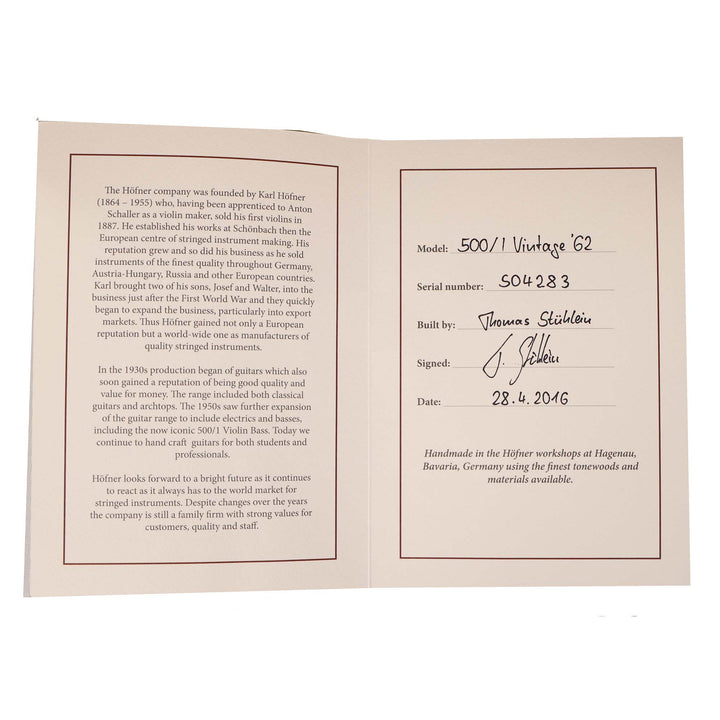 The Höfner company was founded by Karl Höfner
(1864 – 1955) who, having been apprenticed to Anton
Schaller as a violin maker, sold his first violins in
1887. He established his works at Schönbach then the
European centre of stringed instrument making. His
reputation grew and so did his business as he sold
instruments of the finest quality throughout Germany,
Austria-Hungary, Russia and other European countries.
Karl brought two of his sons, Josef and Walter, into the
business just after the First World War and they quickly
began to expand the business, particularly into export
markets. Thus Höfner gained not only a European
reputation but a world-wide one as manufacturers of
quality stringed instruments.
In the 1930s production began of guitars which also
soon gained a reputation of being good quality and
value for money. The range included both classical
guitars and archtops. The 1950s saw further expansion
of the guitar range to include electrics and basses,
including the now iconic 500/1 Violin Bass. Today we
continue to hand craft guitars for both students and
professionals.
Höfner looks forward to a bright future as it continues
to react as it always has to the world market for
stringed instruments. Despite changes over the years
the company is still a family firm with strong values for
customers, quality and staff.
Model: 500/1 Vintage '62
Serial number: S04283
Built by: Thomas Stühlein
Signed: T. Stühlein
Date: 28.4.2016
Handmade in the Höfner workshops at Hagenau,
Bavaria, Germany using the finest tonewoods and
materials available.